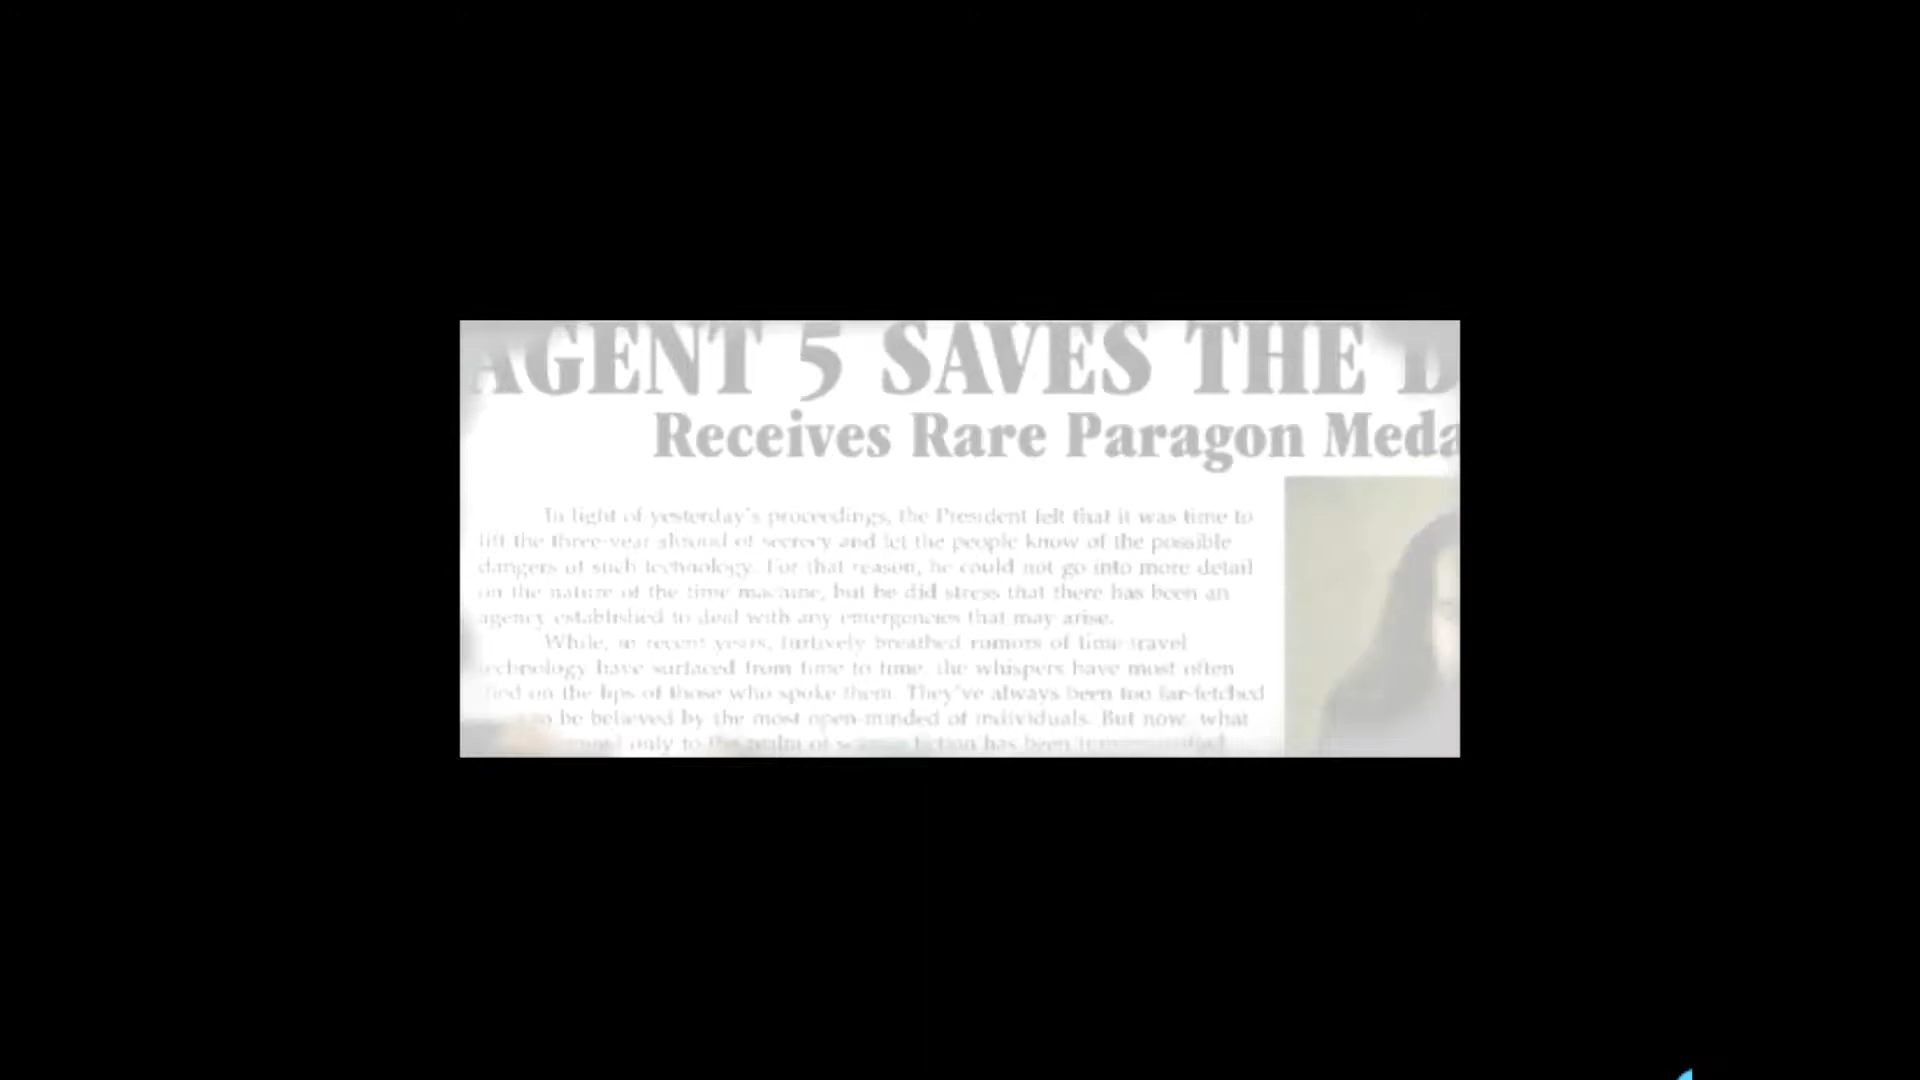 AGENT 5 SAVES THE D
Receives Rare Paragon Meda
In light of yesterday's proceedings, the President felt that it was time to
lift the three-year shroud of secrecy and let the people know of the possible
dangers of such technology. For that reason, he could not go into more detail
on the nature of the time machine, but he did stress that there has been an
agency established to deal with any emergencies that may arise.
While, in recent years, furtively breathed rumors of time travel
technology have surfaced from time to time, the whispers have most often
died on the lips of those who spoke them. They've always been too far-fetched
to be believed by the most open-minded of individuals. But now, what
only to the realm of science fiction has been